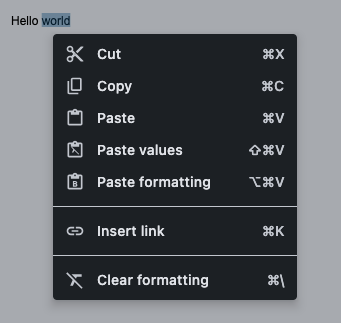 Hello world
Cut ⌘X
Copy ⌘C
Paste ⌘V
Paste values ⇧⌘V
Paste formatting ⌥⌘V
Insert link ⌘K
Clear formatting ⌘\